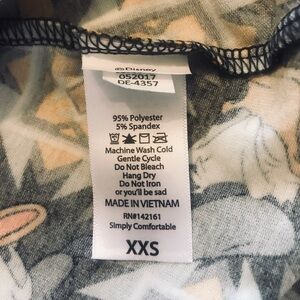 ©Disney
052017
DE-4357
95% Polyester
5% Spandex
Machine Wash Cold
Gentle Cycle
Do Not Bleach
Hang Dry
Do Not Iron
or you'll be sad
MADE IN VIETNAM
RN#142161
Simply Comfortable
XXS